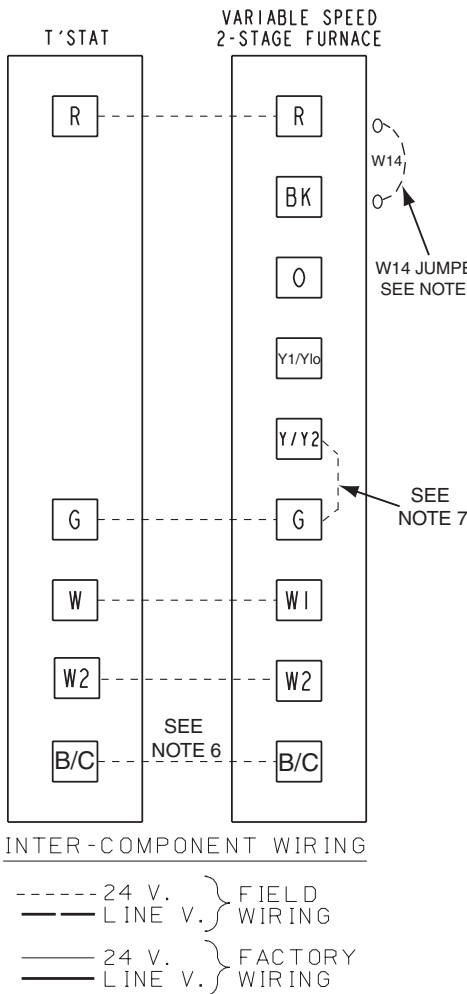 T'STAT
VARIABLE SPEED
2-STAGE FURNACE
R
R
W14
BK
W14 JUMPE
SEE NOTE
O
Y1/Ylo
Y/Y2
SEE
NOTE 7
G
G
W
W1
W2
W2
SEE
NOTE 6
B/C
B/C
INTER-COMPONENT WIRING
24 V.
LINE V.
FIELD
WIRING
24 V.
LINE V.
FACTORY
WIRING